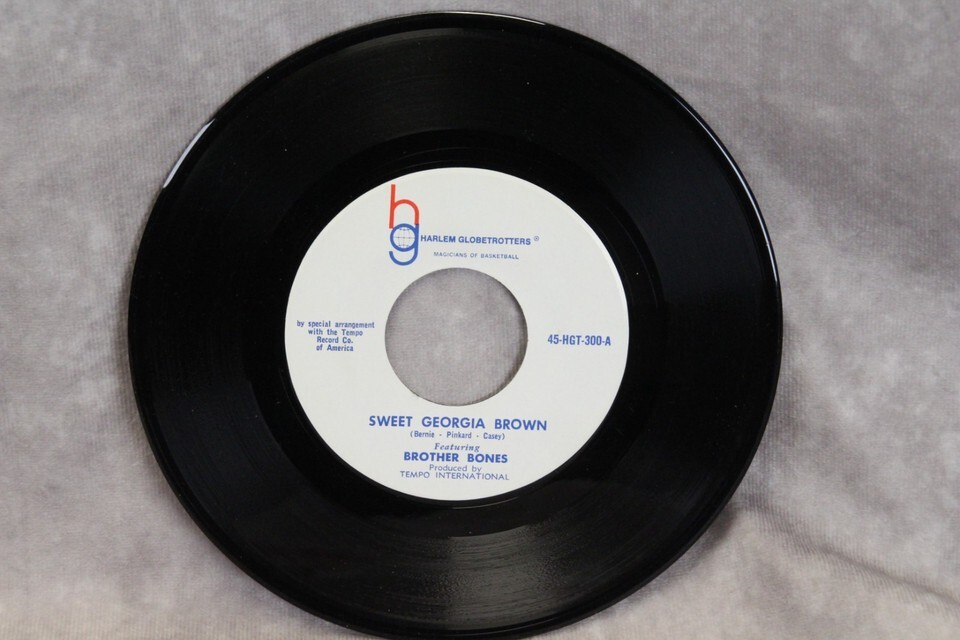 hg
HARLEM GLOBETROTTERS ®
MAGICIANS OF BASKETBALL
by special arrangement
with the Tempo
Record Co.
of America
45-HGT-300-A
SWEET GEORGIA BROWN
(Bernie - Pinkard - Casey)
Featuring
BROTHER BONES
Produced by
TEMPO INTERNATIONAL